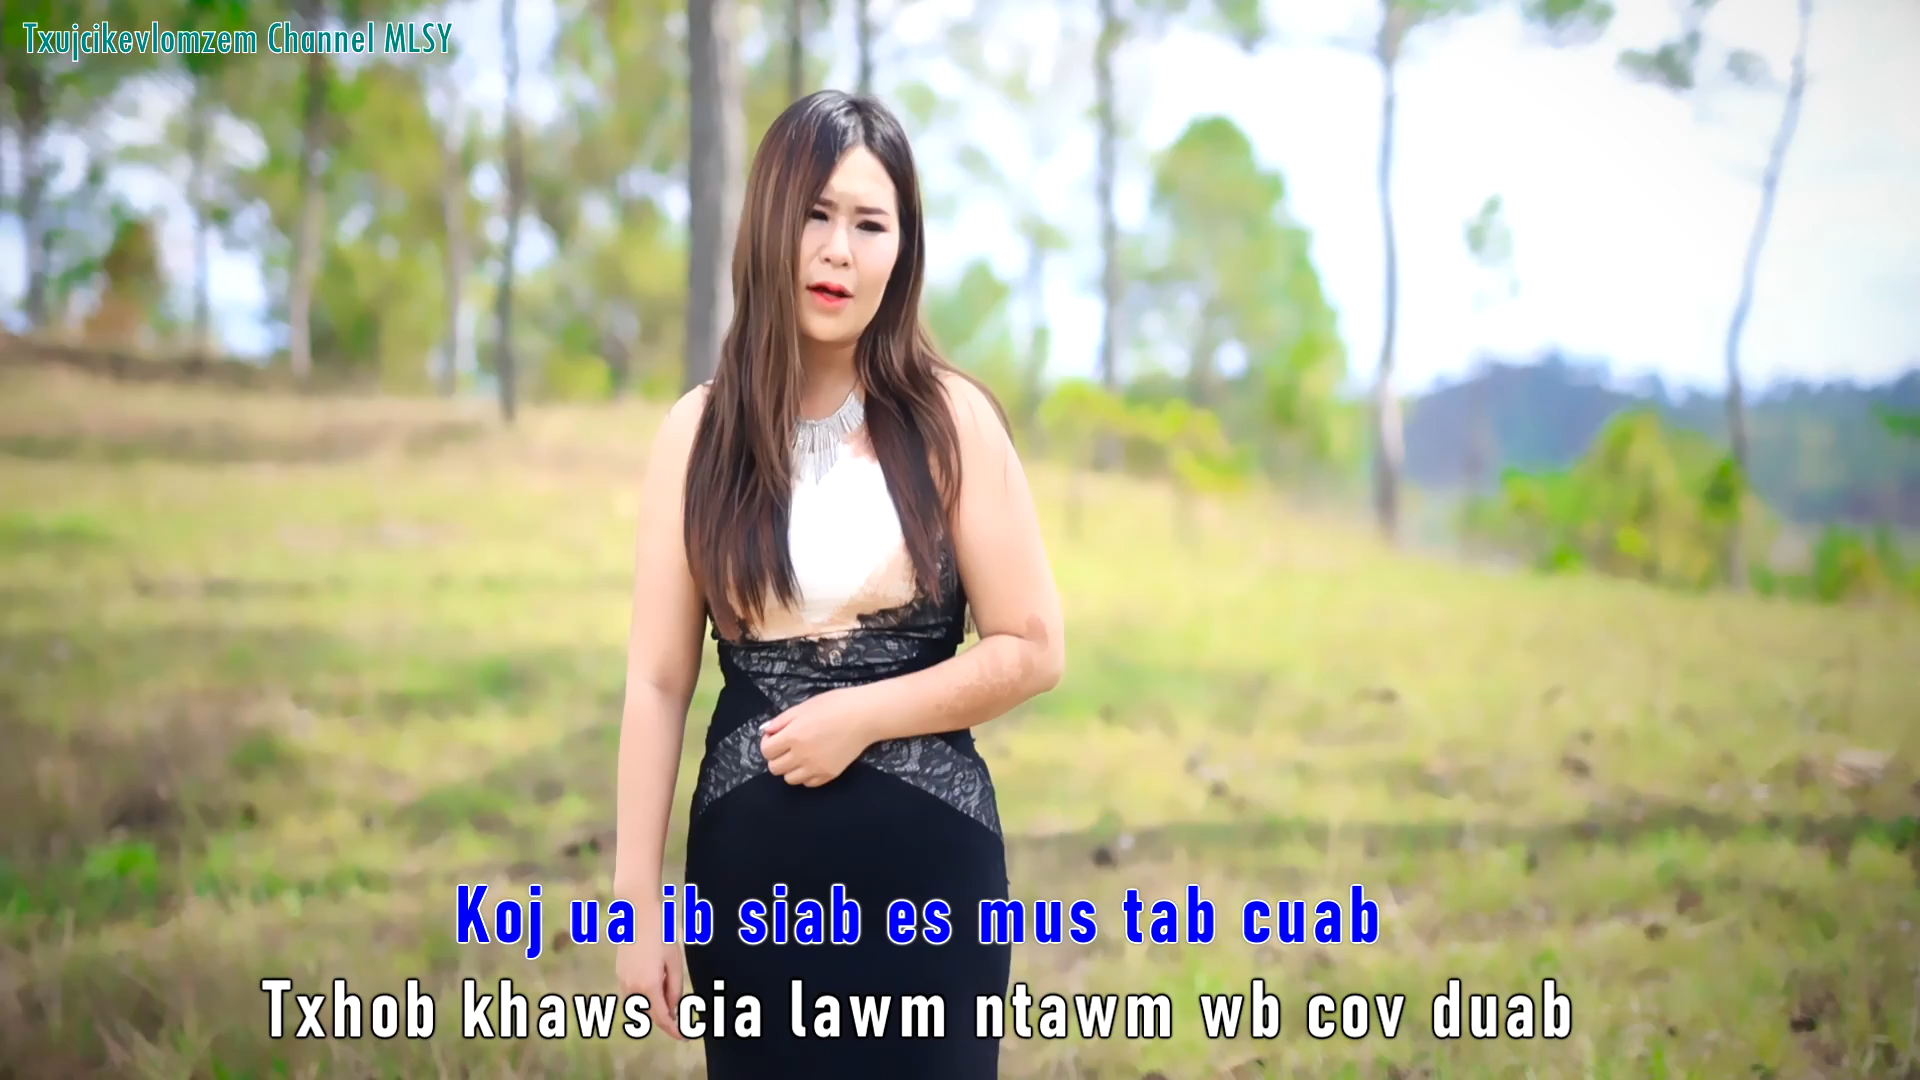 Txujcikevlomzem Channel MLSY
Koj ua ib siab es mus tab cuab
Txhob khaws cia lawm ntawm wb cov duab